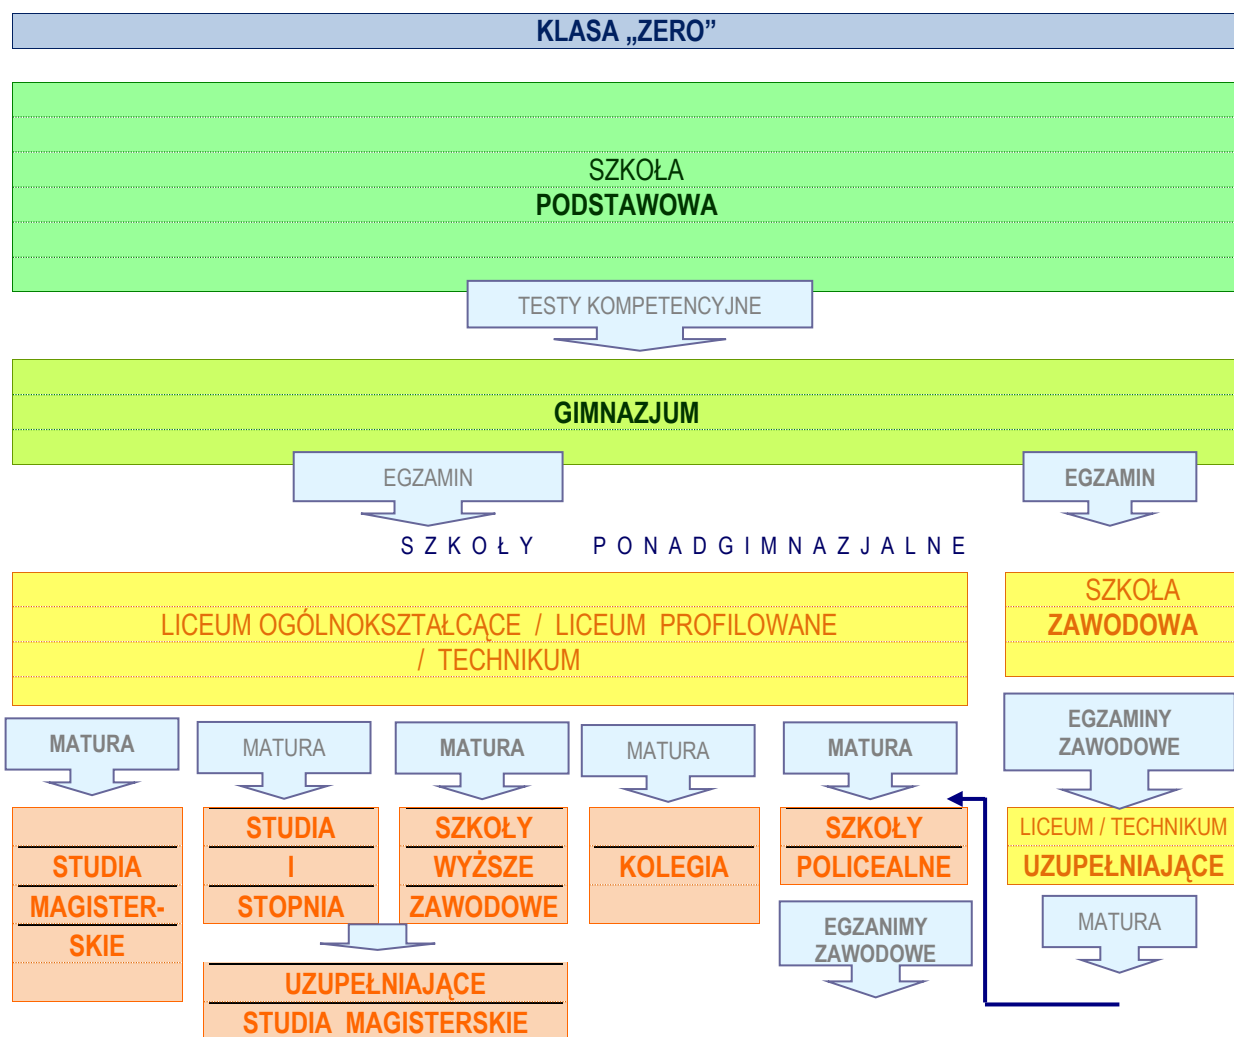 KLASA „ZERO”
SZKOŁA
PODSTAWOWA
TESTY KOMPETENCYJNE
GIMNAZJUM
EGZAMIN
EGZAMIN
SZKOŁY PONADGIMNAZJALNE
LICEUM OGÓLNOKSZTAŁCĄCE / LICEUM PROFILOWANE
/ TECHNIKUM
SZKOŁA
ZAWODOWA
MATURA
MATURA
MATURA
MATURA
MATURA
EGZAMINY
ZAWODOWE
STUDIA
MAGISTER-
SKIE
STUDIA
I
STOPNIA
SZKOŁY
WYŻSZE
ZAWODOWE
KOLEGIA
SZKOŁY
POLICEALNE
LICEUM / TECHNIKUM
UZUPEŁNIAJĄCE
EGZANIMY
ZAWODOWE
MATURA
UZUPEŁNIAJĄCE
STUDIA MAGISTERSKIE